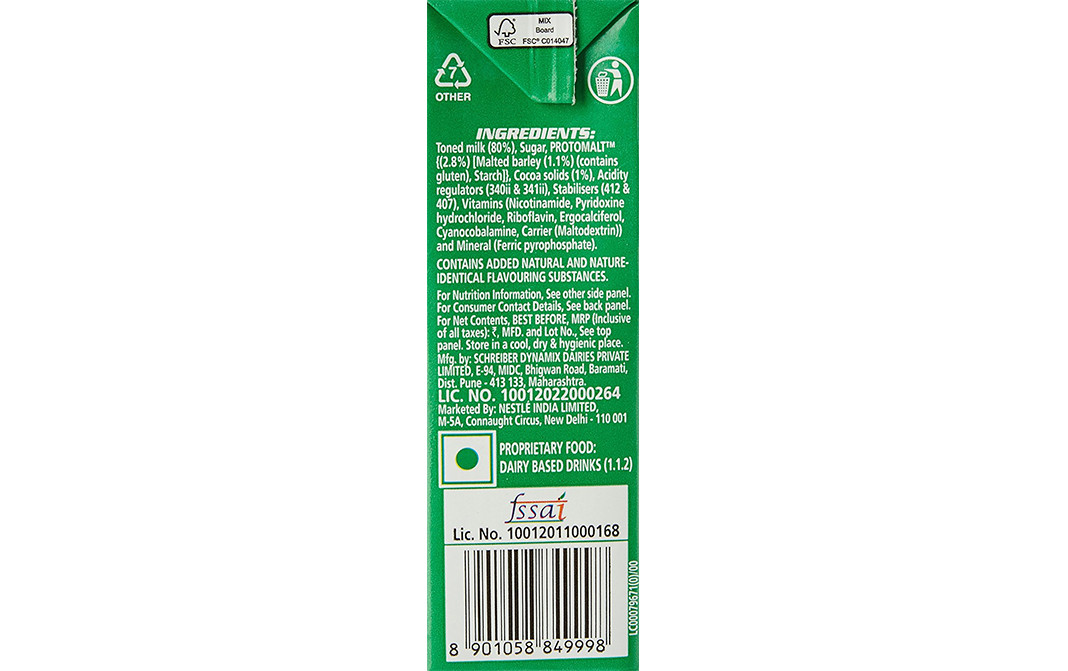 MIX
Board
FSC FSC® C014047
7
OTHER
INGREDIENTS:
Toned milk (80%), Sugar, PROTOMALT™
{(2.8%) [Malted barley (1.1%) (contains
gluten), Starch]}, Cocoa solids (1%), Acidity
regulators (340ii & 341ii), Stabilisers (412 &
407), Vitamins (Nicotinamide, Pyridoxine
hydrochloride, Riboflavin, Ergocalciferol,
Cyanocobalamine, Carrier (Maltodextrin))
and Mineral (Ferric pyrophosphate).
CONTAINS ADDED NATURAL AND NATURE-
IDENTICAL FLAVOURING SUBSTANCES.
For Nutrition Information, See other side panel.
For Consumer Contact Details, See back panel.
For Net Contents, BEST BEFORE, MRP (Inclusive
of all taxes): ₹, MFD. and Lot No., See top
panel. Store in a cool, dry & hygienic place.
Mfg. by: SCHREIBER DYNAMIX DAIRIES PRIVATE
LIMITED, E-94, MIDC, Bhigwan Road, Baramati,
Dist. Pune - 413 133, Maharashtra.
LIC. NO. 10012022000264
Marketed By: NESTLÉ INDIA LIMITED,
M-5A, Connaught Circus, New Delhi - 110 001
PROPRIETARY FOOD:
DAIRY BASED DRINKS (1.1.2)
fssai
Lic. No. 10012011000168
8 901058 849998
LC00079671(0)/00